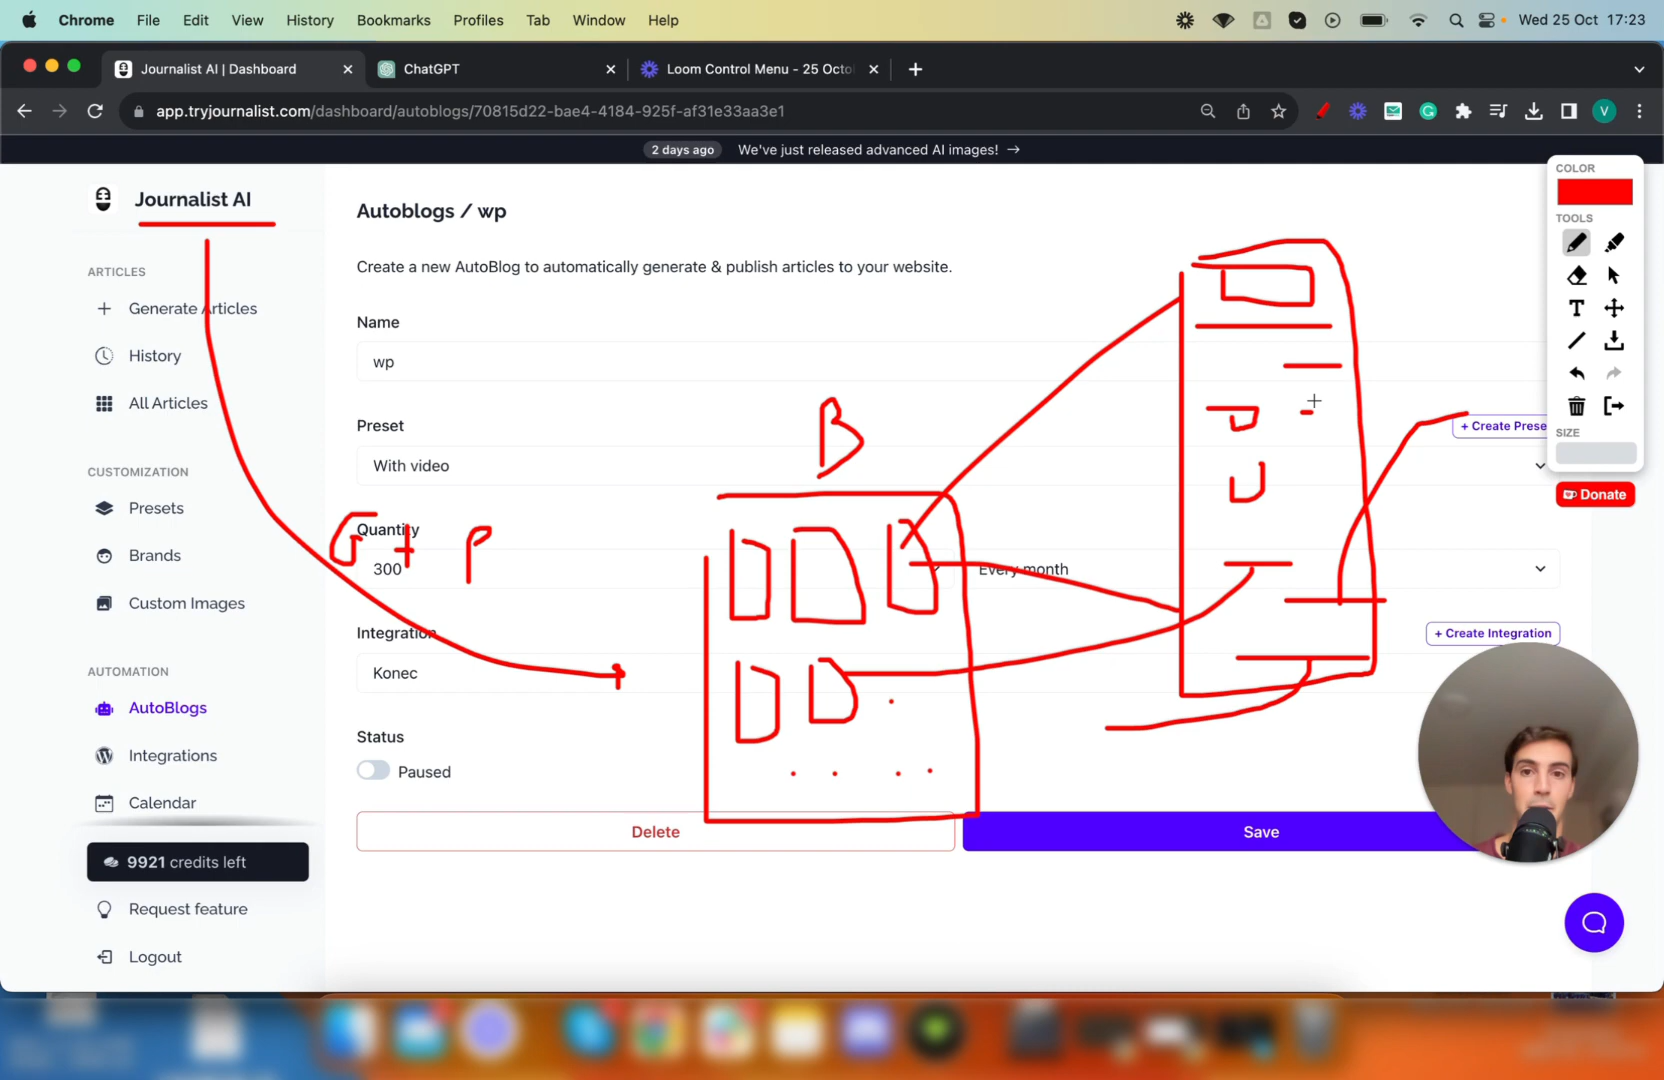 Chrome File Edit View History Bookmarks Profiles Tab Window Help Wed 25 Oct 17:23
Journalist AI | Dashboard ChatGPT Loom Control Menu - 25 Octo
app.tryjournalist.com/dashboard/autoblogs/70815d22-bae4-4184-925f-af31e33aa3e1 V
2 days ago We've just released advanced AI images! →
Journalist AI
ARTICLES
Generate Articles
History
All Articles
CUSTOMIZATION
Presets
Brands
Custom Images
AUTOMATION
AutoBlogs
Integrations
Calendar
9921 credits left
Request feature
Logout
Autoblogs / wp
Create a new AutoBlog to automatically generate & publish articles to your website.
Name
wp
Preset
+ Create Prese
With video
B
Quantity
G + P
300
Every month
Integration
+ Create Integration
Konec
Status
Paused
Delete
Save
COLOR
TOOLS
T
SIZE
Donate